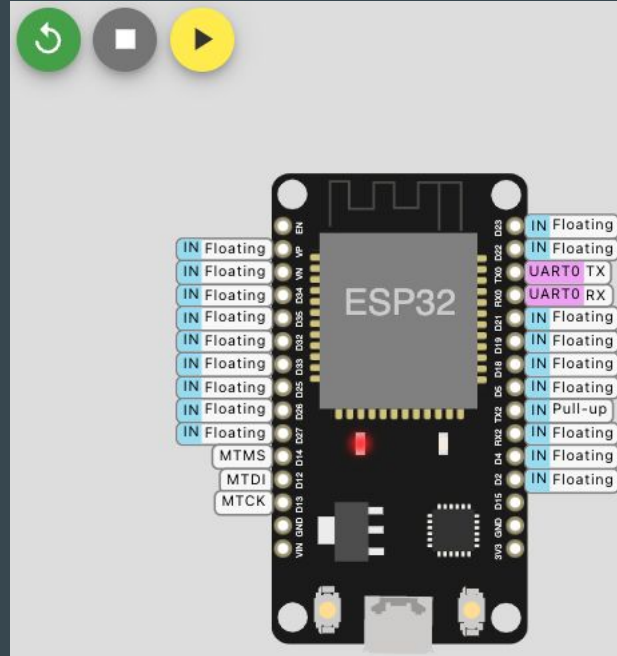 EN
VP
VN
D34
D35
D32
D33
D25
D26
D27
D14
D12
D13
GND
VIN
IN Floating
IN Floating
IN Floating
IN Floating
IN Floating
IN Floating
IN Floating
IN Floating
IN Floating
MTMS
MTDI
MTCK
ESP32
D23
D22
TX0
RX0
D21
D19
D18
D5
TX2
RX2
D4
D2
D15
GND
3V3
IN Floating
IN Floating
UART0 TX
UART0 RX
IN Floating
IN Floating
IN Floating
IN Floating
IN Pull-up
IN Floating
IN Floating
IN Floating